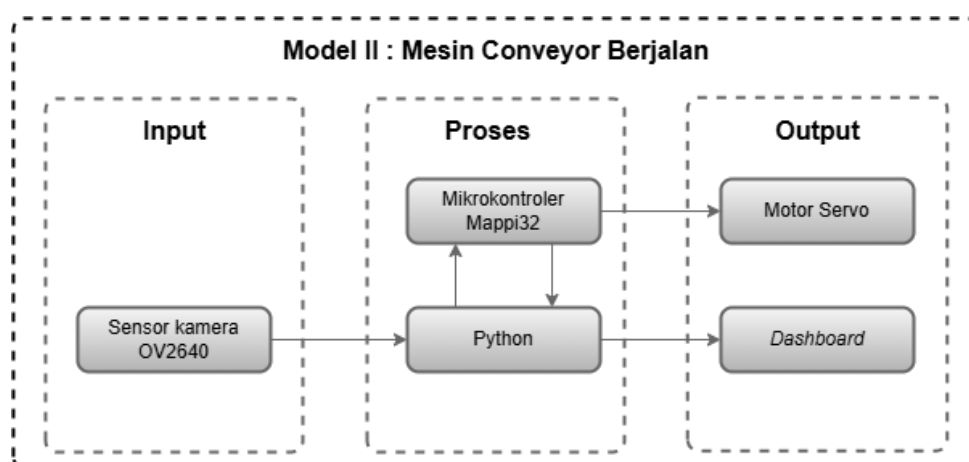 Model II : Mesin Conveyor Berjalan
Input
Proses
Output
Mikrokontroler
Mappi32
Motor Servo
Sensor kamera
OV2640
Python
Dashboard